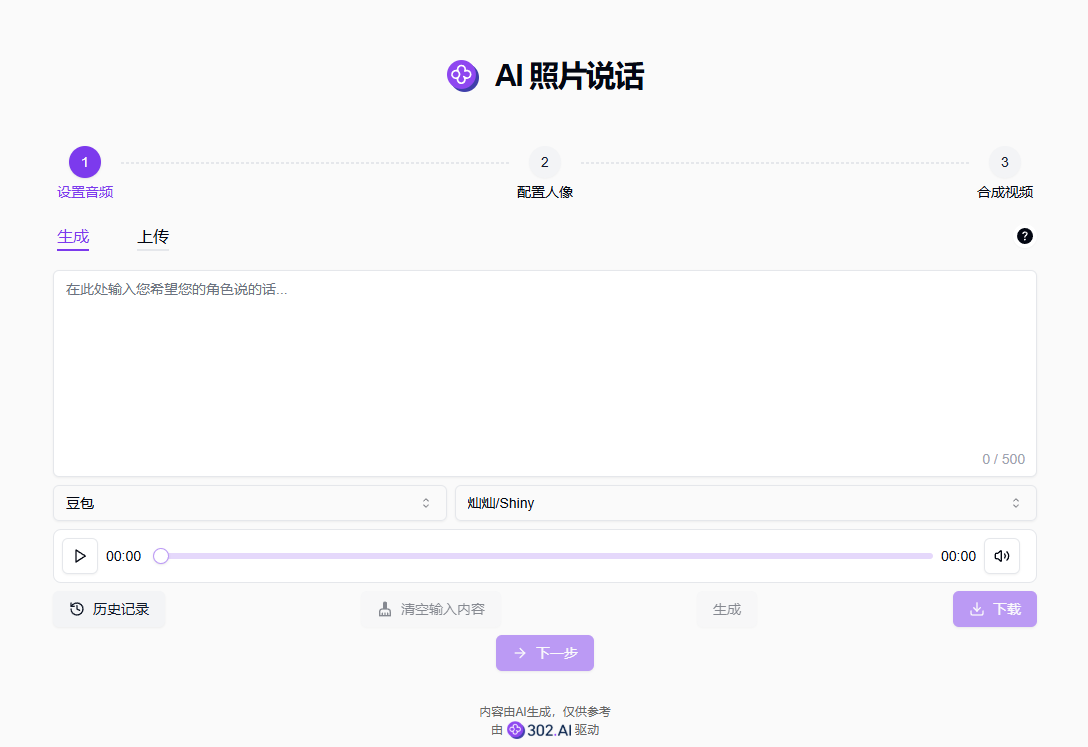 AI 照片说话
1 2 3
设置音频 配置人像 合成视频
生成 上传 ?
在此处输入您希望您的角色说的话...
0 / 500
豆包 灿灿/Shiny
00:00 00:00
历史记录 清空输入内容 生成 下载
下一步
内容由AI生成，仅供参考
由 302.AI 驱动